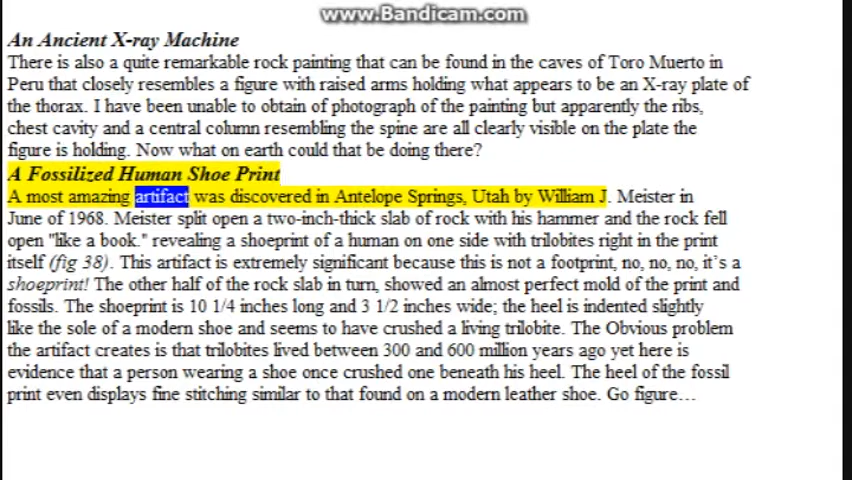 www.Bandicam.com
An Ancient X-ray Machine
There is also a quite remarkable rock painting that can be found in the caves of Toro Muerto in
Peru that closely resembles a figure with raised arms holding what appears to be an X-ray plate of
the thorax. I have been unable to obtain of photograph of the painting but apparently the ribs,
chest cavity and a central column resembling the spine are all clearly visible on the plate the
figure is holding. Now what on earth could that be doing there?
A Fossilized Human Shoe Print
A most amazing artifact was discovered in Antelope Springs, Utah by William J. Meister in
June of 1968. Meister split open a two-inch-thick slab of rock with his hammer and the rock fell
open "like a book." revealing a shoeprint of a human on one side with trilobites right in the print
itself (fig 38). This artifact is extremely significant because this is not a footprint, no, no, no, it's a
shoeprint! The other half of the rock slab in turn, showed an almost perfect mold of the print and
fossils. The shoeprint is 10 1/4 inches long and 3 1/2 inches wide; the heel is indented slightly
like the sole of a modern shoe and seems to have crushed a living trilobite. The Obvious problem
the artifact creates is that trilobites lived between 300 and 600 million years ago yet here is
evidence that a person wearing a shoe once crushed one beneath his heel. The heel of the fossil
print even displays fine stitching similar to that found on a modern leather shoe. Go figure…